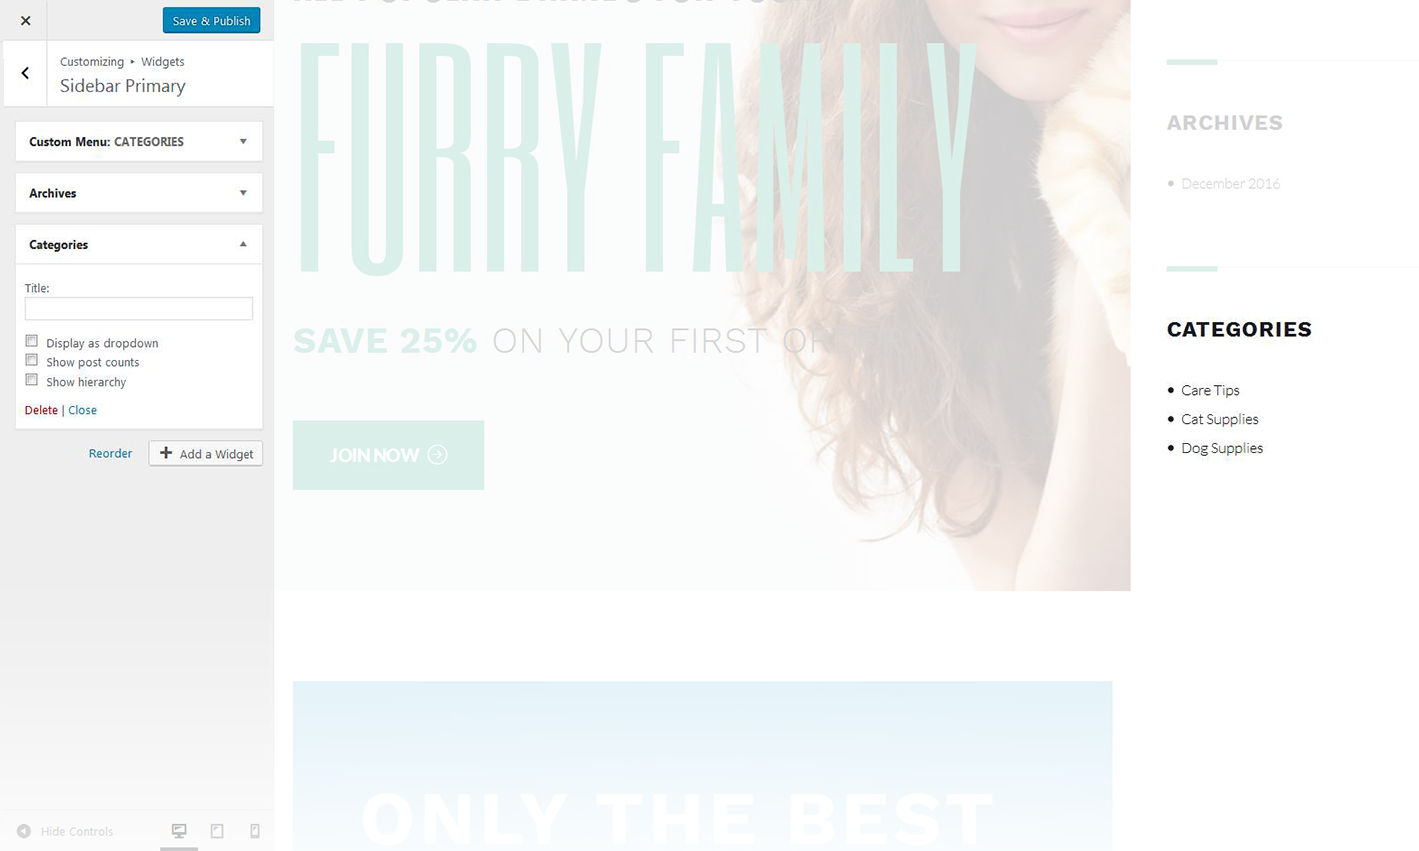 Save & Publish
Customizing ▸ Widgets
Sidebar Primary
Custom Menu: CATEGORIES
Archives
Categories
Title:
Display as dropdown
Show post counts
Show hierarchy
Delete | Close
Reorder
Add a Widget
Hide Controls
FURRY FAMILY
SAVE 25% ON YOUR FIRST OR
JOIN NOW
ONLY THE BEST
ARCHIVES
• December 2016
CATEGORIES
• Care Tips
• Cat Supplies
• Dog Supplies